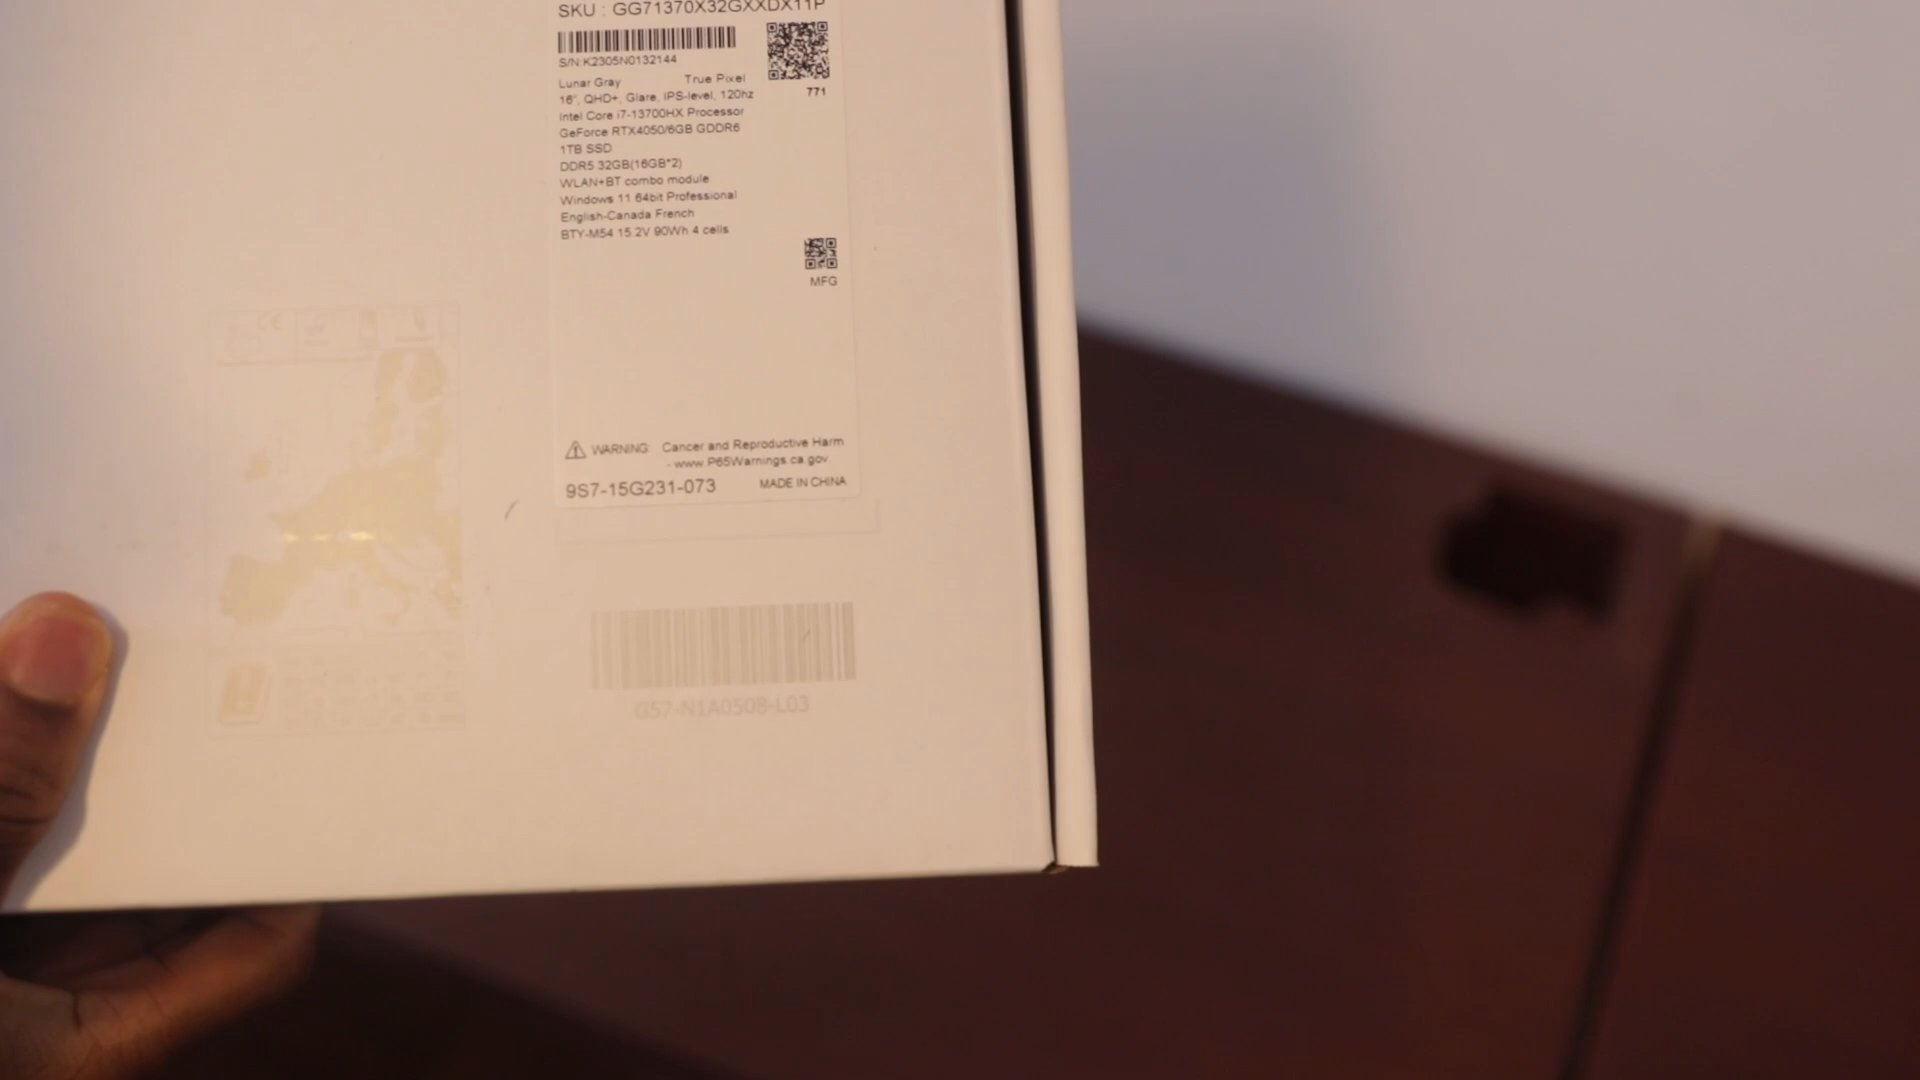 SKU : GG71370X32GXXDX11P
S/N:K2305N0132144
Lunar Gray True Pixel
16", QHD+, Glare, IPS-level, 120hz
771
Intel Core i7-13700HX Processor
GeForce RTX4050/6GB GDDR6
1TB SSD
DDR5 32GB(16GB*2)
WLAN+BT combo module
Windows 11 64bit Professional
English-Canada French
BTY-M54 15.2V 90Wh 4 cells
MFG
WARNING: Cancer and Reproductive Harm
- www.P65Warnings.ca.gov
9S7-15G231-073 MADE IN CHINA
G57-N1A0508-L03